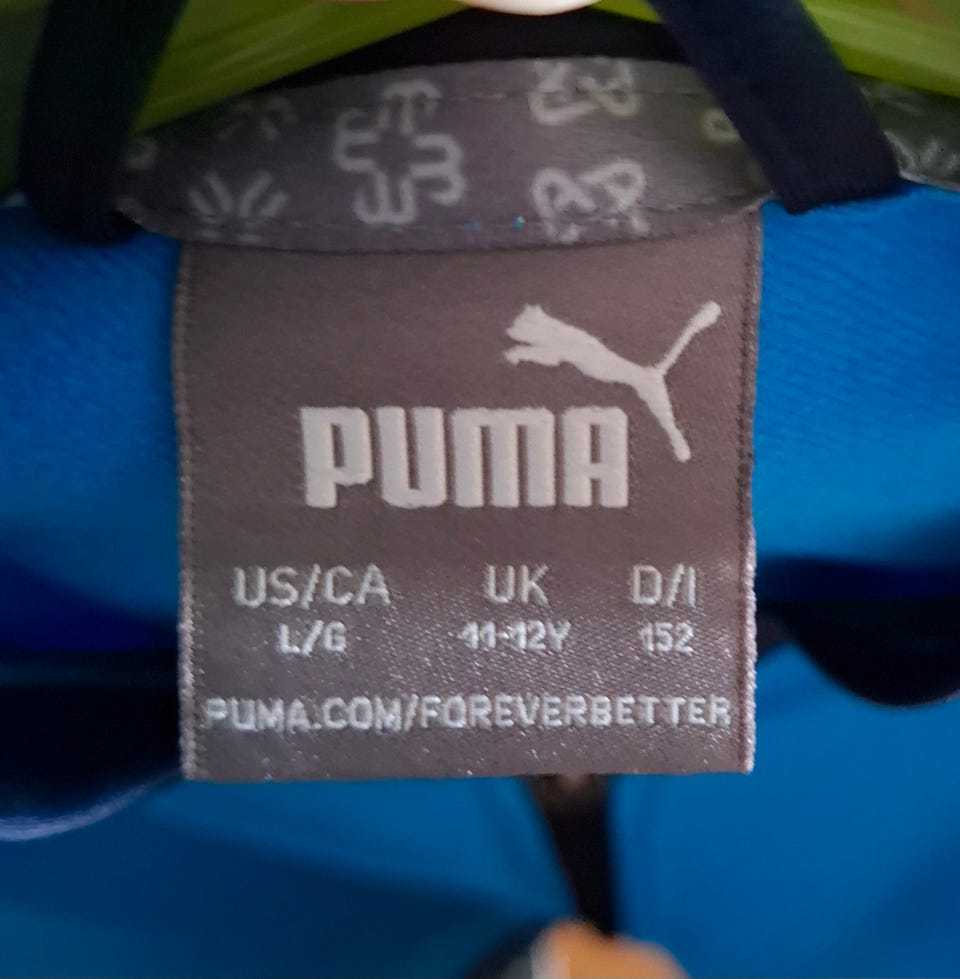 PUMA
US/CA UK D/I
L/G 11-12Y 152
PUMA.COM/FOREVERBETTER